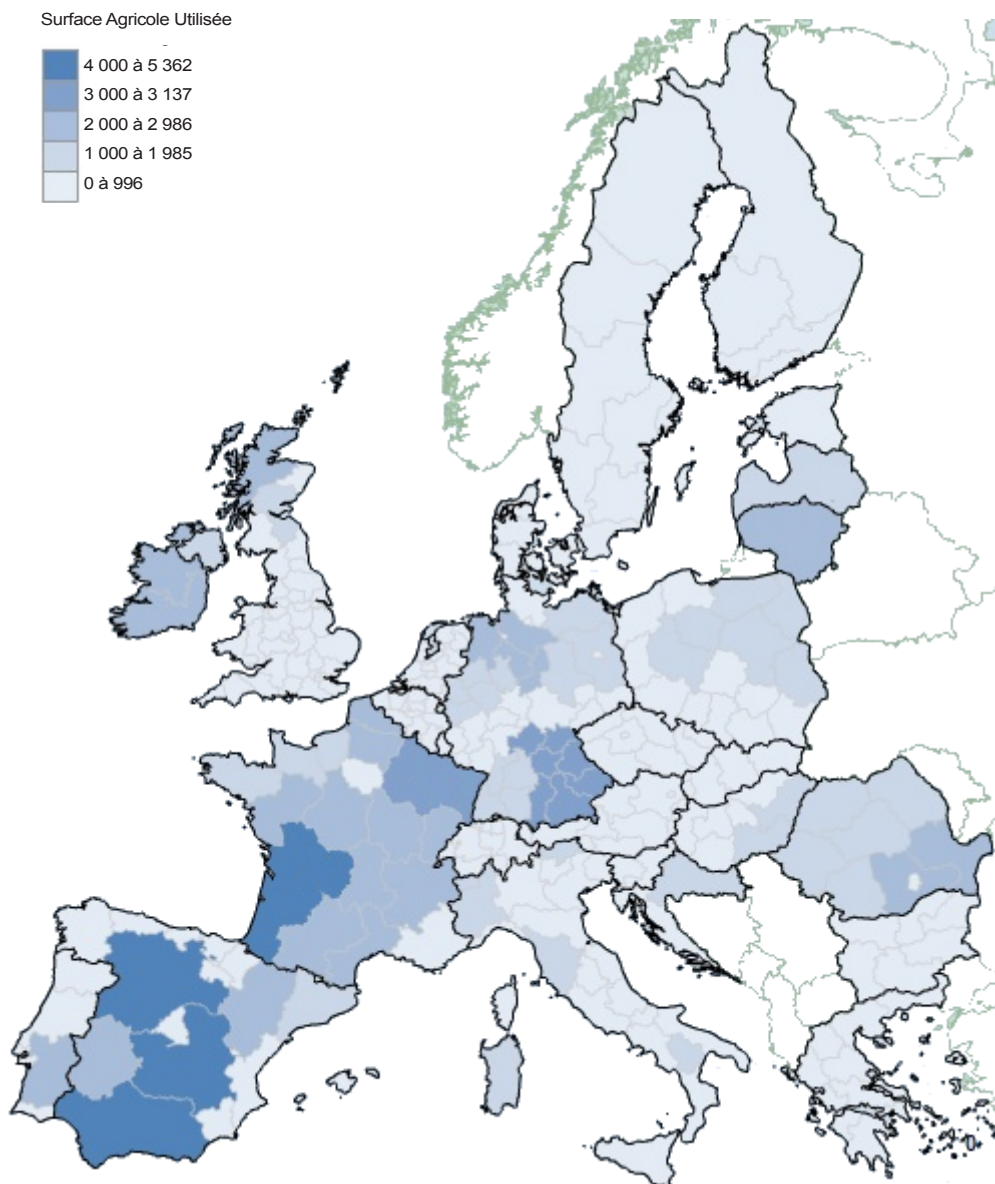 Surface Agricole Utilisée
4 000 à 5 362
3 000 à 3 137
2 000 à 2 986
1 000 à 1 985
0 à 996